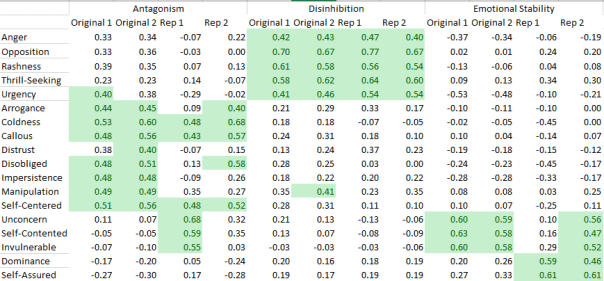 Antagonism Disinhibition Emotional Stability
Original 1 Original 2 Rep 1 Rep 2 Original 1 Original 2 Rep 1 Rep 2 Original 1 Original 2 Rep 1 Rep 2
Anger 0.33 0.34 -0.07 0.22 0.42 0.43 0.47 0.40 -0.37 -0.34 -0.06 -0.19
Opposition 0.33 0.36 -0.03 0.00 0.70 0.67 0.77 0.67 0.02 0.01 0.24 0.20
Rashness 0.39 0.35 0.07 0.13 0.61 0.58 0.56 0.54 -0.13 -0.06 0.04 0.08
Thrill-Seeking 0.23 0.23 0.14 -0.07 0.58 0.62 0.64 0.60 0.09 0.13 0.34 0.30
Urgency 0.40 0.38 -0.29 -0.02 0.41 0.46 0.54 0.54 -0.53 -0.48 -0.10 -0.21
Arrogance 0.44 0.45 0.09 0.40 0.21 0.29 0.33 0.17 -0.10 -0.11 -0.10 0.00
Coldness 0.53 0.60 0.48 0.68 0.18 0.18 -0.07 -0.05 -0.02 -0.05 -0.45 0.00
Callous 0.48 0.56 0.43 0.57 0.24 0.31 0.18 0.10 0.10 0.04 -0.14 0.07
Distrust 0.38 0.40 -0.07 0.15 0.13 0.24 0.37 0.23 -0.19 -0.18 -0.15 -0.12
Disobliged 0.48 0.51 0.13 0.58 0.28 0.25 0.03 0.00 -0.24 -0.23 -0.45 -0.17
Impersistence 0.48 0.48 -0.09 0.26 0.18 0.22 0.20 0.22 -0.28 -0.28 -0.33 -0.17
Manipulation 0.49 0.49 0.35 0.27 0.35 0.41 0.23 0.35 0.08 0.08 0.03 0.25
Self-Centered 0.51 0.56 0.48 0.52 0.28 0.31 0.11 0.10 0.10 0.07 -0.25 0.11
Unconcern 0.11 0.07 0.68 0.32 0.21 0.13 -0.13 -0.06 0.60 0.59 0.10 0.56
Self-Contented -0.05 -0.05 0.59 0.35 0.13 0.07 -0.08 -0.09 0.63 0.58 0.16 0.47
Invulnerable -0.07 -0.10 0.55 0.03 -0.03 -0.03 -0.03 -0.06 0.60 0.58 0.29 0.52
Dominance -0.17 -0.20 0.05 -0.24 0.20 0.16 0.18 0.19 0.20 0.26 0.59 0.46
Self-Assured -0.27 -0.30 0.17 -0.28 0.19 0.17 0.19 0.19 0.27 0.33 0.61 0.61